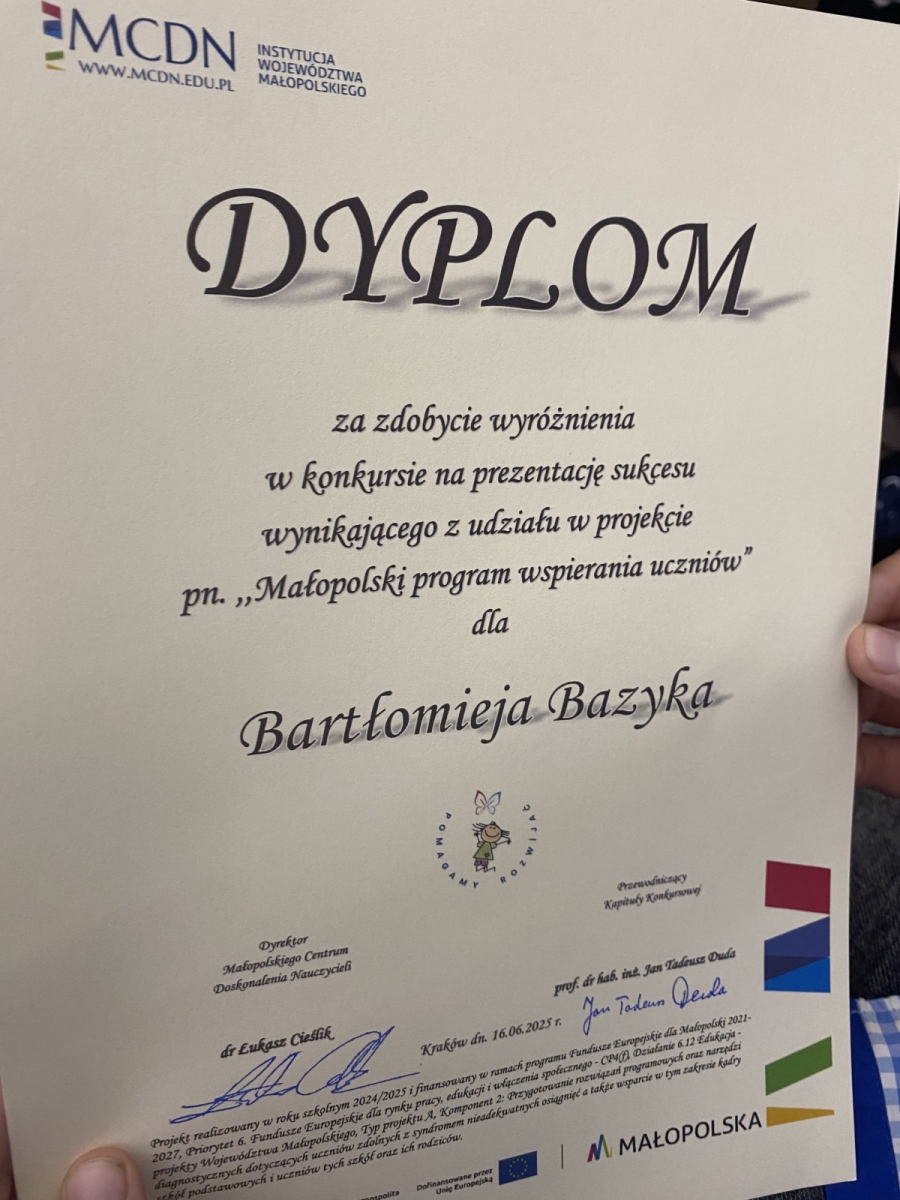 MCDN
WWW.MCDN.EDU.PL
INSTYTUCJA
WOJEWÓDZTWA
MAŁOPOLSKIEGO
DYPLOM
za zdobycie wyróżnienia
w konkursie na prezentację sukcesu
wynikającego z udziału w projekcie
pn. ,,Małopolski program wspierania uczniów”
dla
Bartłomieja Bazyka
POMAGAMY ROZWIJAĆ
Przewodniczący
Kapituły Konkursowej
Dyrektor
Małopolskiego Centrum
Doskonalenia Nauczycieli
prof. dr hab. inż. Jan Tadeusz Duda
Jan Tadeusz Duda
dr Łukasz Cieślik
Kraków dn. 16.06.2025 r.
Projekt realizowany w roku szkolnym 2024/2025 i finansowany w ramach programu Fundusze Europejskie dla Małopolski 2021-
2027, Priorytet 6. Fundusze Europejskie dla rynku pracy, edukacji i włączenia społecznego - CP4(f), Działanie 6.12 Edukacja -
projekty Województwa Małopolskiego, Typ projektu A, Komponent 2: Przygotowanie rozwiązań programowych oraz narzędzi
diagnostycznych dotyczących uczniów zdolnych z syndromem nieadekwatnych osiągnięć a także wsparcie w tym zakresie kadry
szkół podstawowych i uczniów tych szkół oraz ich rodziców.
Dofinansowane przez
Unię Europejską
MAŁOPOLSKA